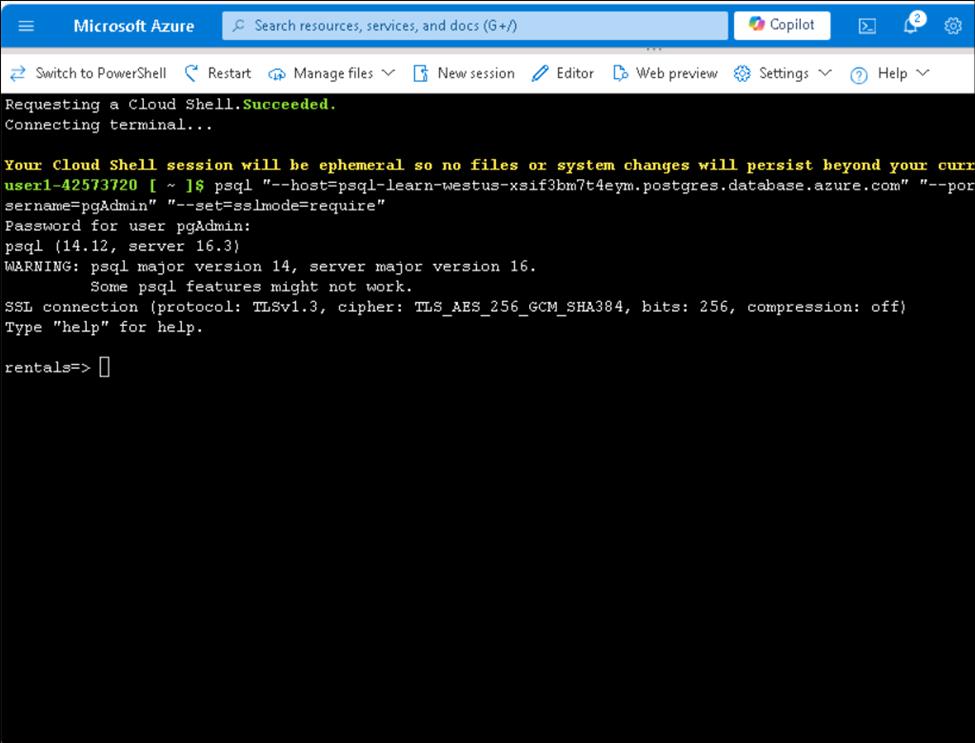 Microsoft Azure Search resources, services, and docs (G+/) Copilot 2
Switch to PowerShell Restart Manage files New session Editor Web preview Settings Help
Requesting a Cloud Shell.Succeeded.
Connecting terminal...
Your Cloud Shell session will be ephemeral so no files or system changes will persist beyond your curr
user1-42573720 [ ~ ]$ psql "--host=psql-learn-westus-xsif3bm7t4eym.postgres.database.azure.com" "--por
sername=pgAdmin" "--set=sslmode=require"
Password for user pgAdmin:
psql (14.12, server 16.3)
WARNING: psql major version 14, server major version 16.
Some psql features might not work.
SSL connection (protocol: TLSv1.3, cipher: TLS_AES_256_GCM_SHA384, bits: 256, compression: off)
Type "help" for help.
rentals=>